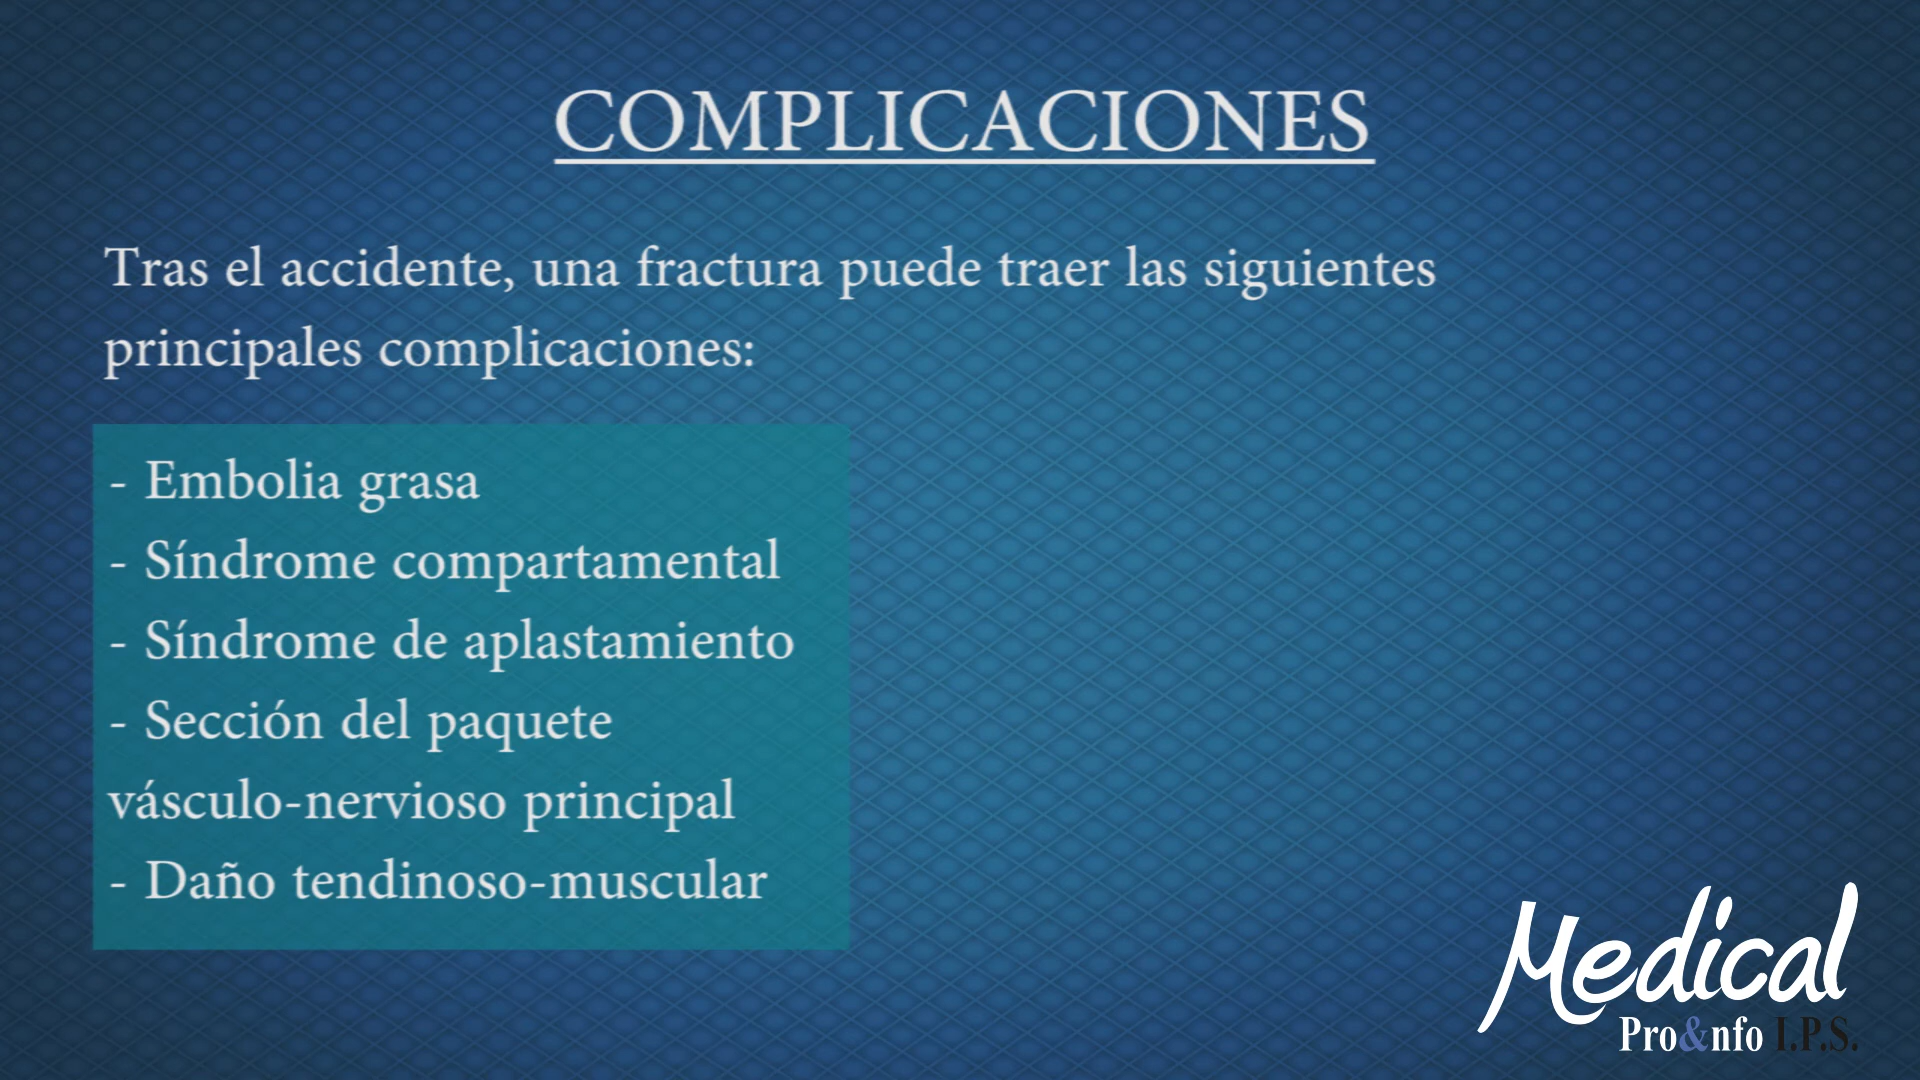 COMPLICACIONES
Tras el accidente, una fractura puede traer las siguientes
principales complicaciones:
- Embolia grasa
- Síndrome compartamental
- Síndrome de aplastamiento
- Sección del paquete
vásculo-nervioso principal
- Daño tendinoso-muscular
Medical
Pro&nfo I.P.S.